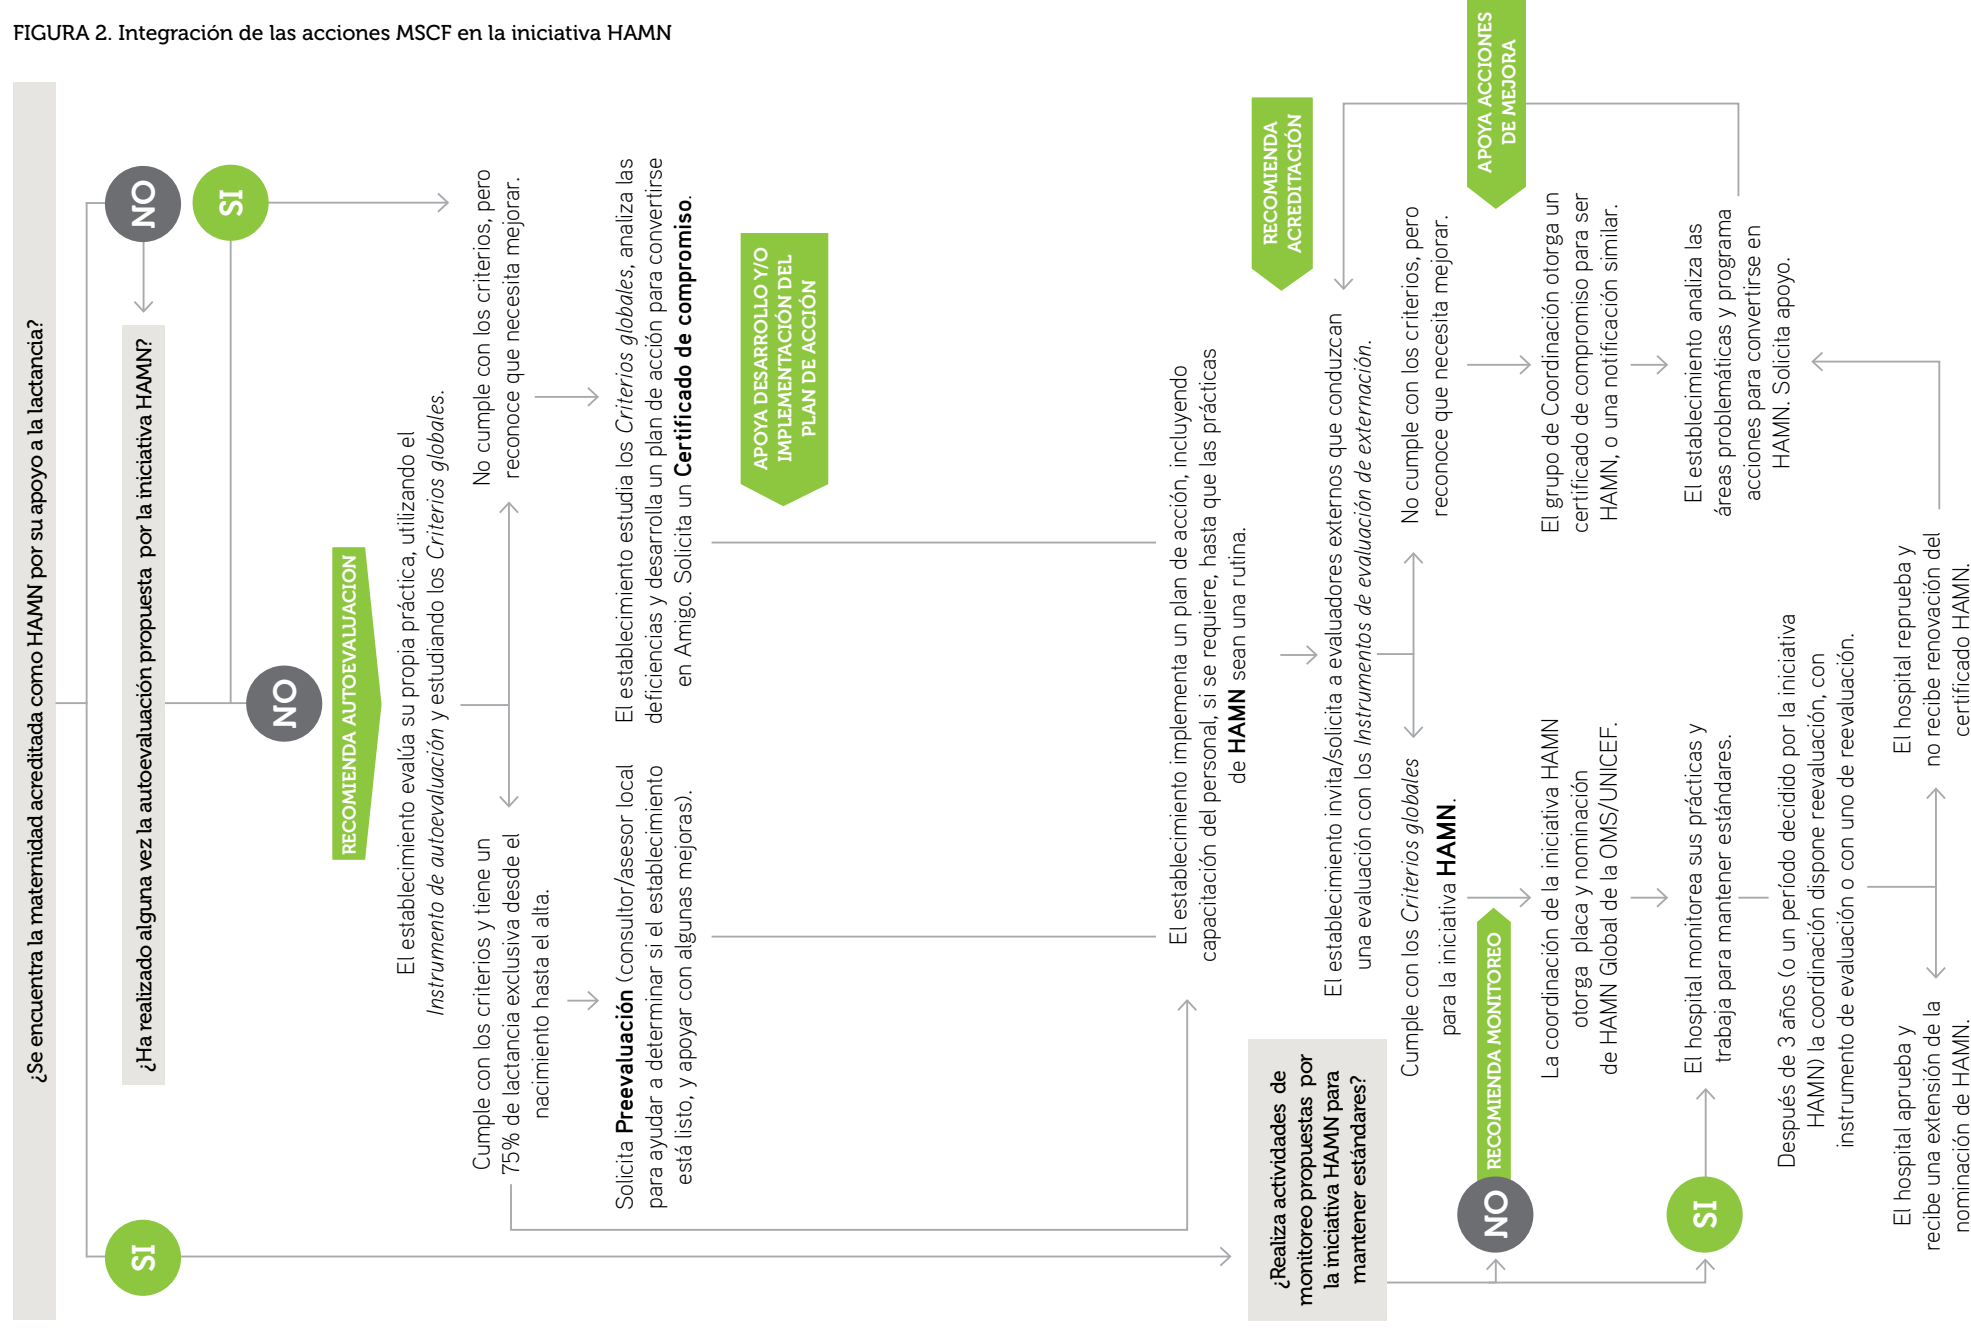 FIGURA 2. Integración de las acciones MSCF en la iniciativa HAMN
¿Se encuentra la maternidad acreditada como HAMN por su apoyo a la lactancia?
SI
NO
¿Ha realizado alguna vez la autoevaluación propuesta por la iniciativa HAMN?
SI
NO
RECOMIENDA AUTOEVALUACION
El establecimiento evalúa su propia práctica, utilizando el
Instrumento de autoevaluación y estudiando los Criterios globales.
Cumple con los criterios y tiene un
75% de lactancia exclusiva desde el
nacimiento hasta el alta.
No cumple con los criterios, pero
reconoce que necesita mejorar.
Solicita Preevaluación (consultor/asesor local
para ayudar a determinar si el establecimiento
está listo, y apoyar con algunas mejoras).
El establecimiento estudia los Criterios globales, analiza las
deficiencias y desarrolla un plan de acción para convertirse
en Amigo. Solicita un Certificado de compromiso.
APOYA DESARROLLO Y/O
IMPLEMENTACIÓN DEL
PLAN DE ACCIÓN
El establecimiento implementa un plan de acción, incluyendo
capacitación del personal, si se requiere, hasta que las prácticas
de HAMN sean una rutina.
RECOMIENDA
ACREDITACIÓN
El establecimiento invita/solicita a evaluadores externos que conduzcan
una evaluación con los Instrumentos de evaluación de externación.
¿Realiza actividades de
monitoreo propuestas por
la iniciativa HAMN para
mantener estándares?
Cumple con los Criterios globales
para la iniciativa HAMN.
No cumple con los criterios, pero
reconoce que necesita mejorar.
APOYA ACCIONES
DE MEJORA
NO
RECOMIENDA MONITOREO
La coordinación de la iniciativa HAMN
otorga placa y nominación
de HAMN Global de la OMS/UNICEF.
El grupo de Coordinación otorga un
certificado de compromiso para ser
HAMN, o una notificación similar.
SI
El hospital monitorea sus prácticas y
trabaja para mantener estándares.
El establecimiento analiza las
áreas problemáticas y programa
acciones para convertirse en
HAMN. Solicita apoyo.
Después de 3 años (o un período decidido por la iniciativa
HAMN) la coordinación dispone reevaluación, con
instrumento de evaluación o con uno de reevaluación.
El hospital aprueba y
recibe una extensión de la
nominación de HAMN.
El hospital reprueba y
no recibe renovación del
certificado HAMN.